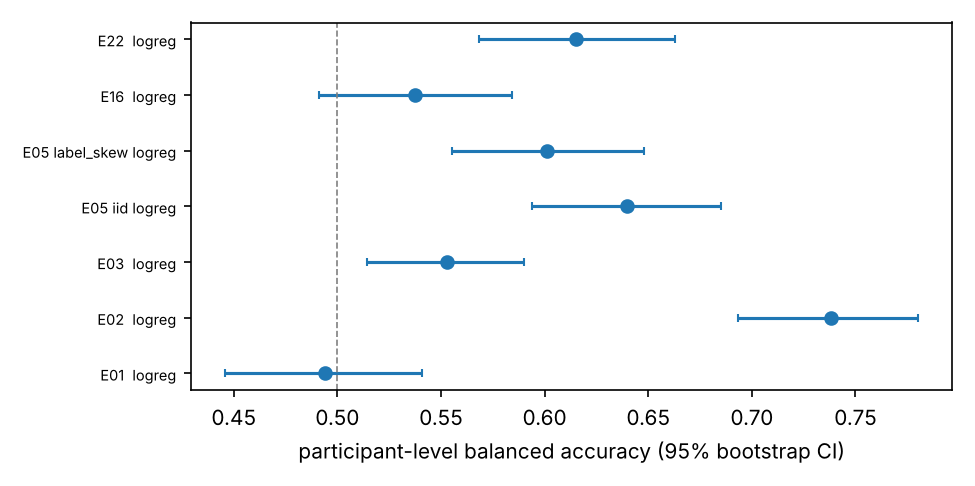 E22 logreg
E16 logreg
E05 label_skew logreg
E05 iid logreg
E03 logreg
E02 logreg
E01 logreg
0.45 0.50 0.55 0.60 0.65 0.70 0.75
participant-level balanced accuracy (95% bootstrap CI)